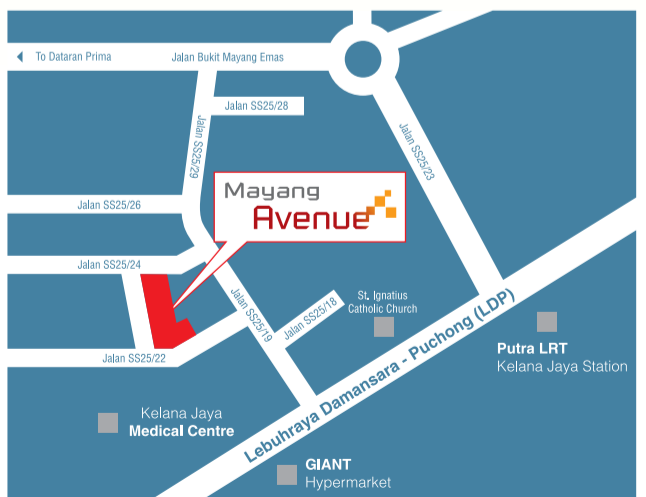 To Dataran Prima
Jalan Bukit Mayang Emas
Jalan SS25/28
Jalan SS25/29
Jalan SS25/23
Mayang
Avenue
Jalan SS25/26
Jalan SS25/24
Jalan SS25/19
Jalan SS25/18
St. Ignatius
Catholic Church
Jalan SS25/22
Lebuhraya Damansara - Puchong (LDP)
Putra LRT
Kelana Jaya Station
Kelana Jaya
Medical Centre
GIANT
Hypermarket